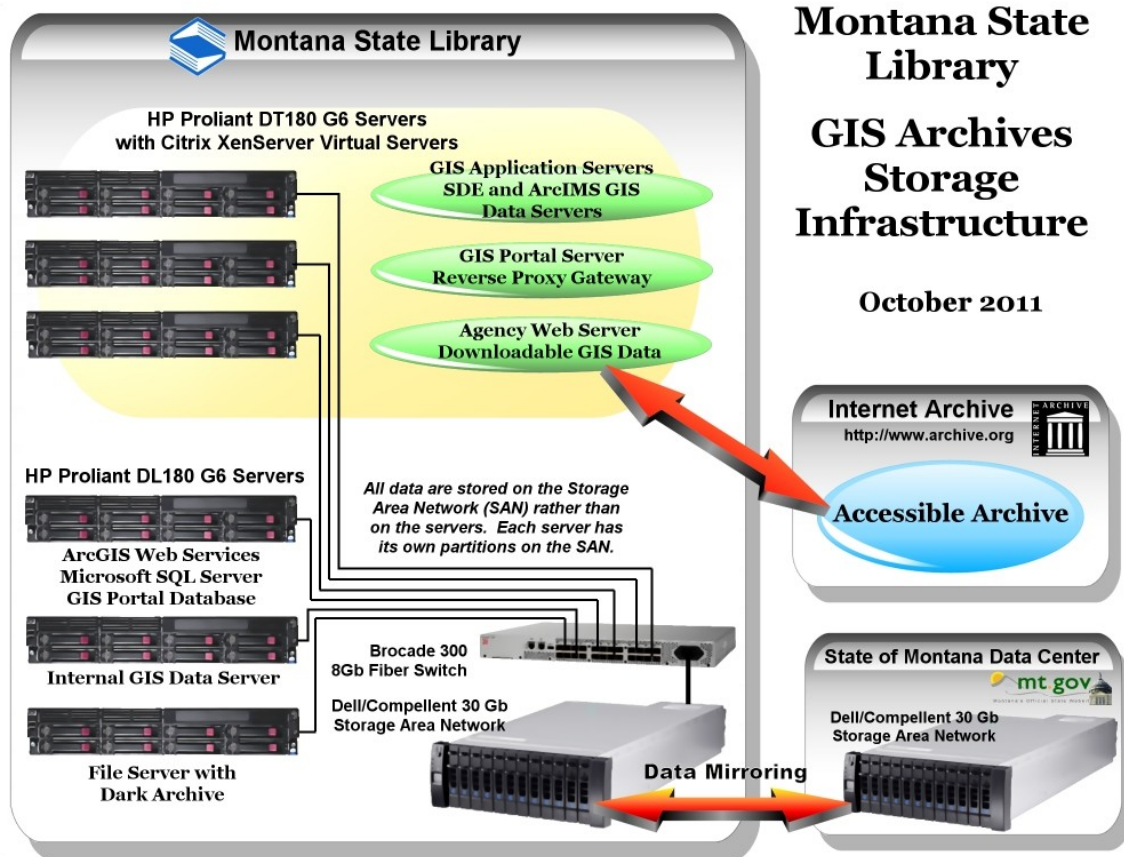 Montana State Library
Montana State
Library
GIS Archives
Storage
Infrastructure
October 2011
HP Proliant DT180 G6 Servers
with Citrix XenServer Virtual Servers
GIS Application Servers
SDE and ArcIMS GIS
Data Servers
GIS Portal Server
Reverse Proxy Gateway
Agency Web Server
Downloadable GIS Data
HP Proliant DL180 G6 Servers
All data are stored on the Storage
Area Network (SAN) rather than
on the servers. Each server has
its own partitions on the SAN.
ArcGIS Web Services
Microsoft SQL Server
GIS Portal Database
Internal GIS Data Server
File Server with
Dark Archive
Brocade 300
8Gb Fiber Switch
Dell/Compellent 30 Gb
Storage Area Network
Data Mirroring
Internet Archive
http://www.archive.org
INTERNET ARCHIVE
Accessible Archive
State of Montana Data Center
mt.gov
Montana's Official State Website
Dell/Compellent 30 Gb
Storage Area Network